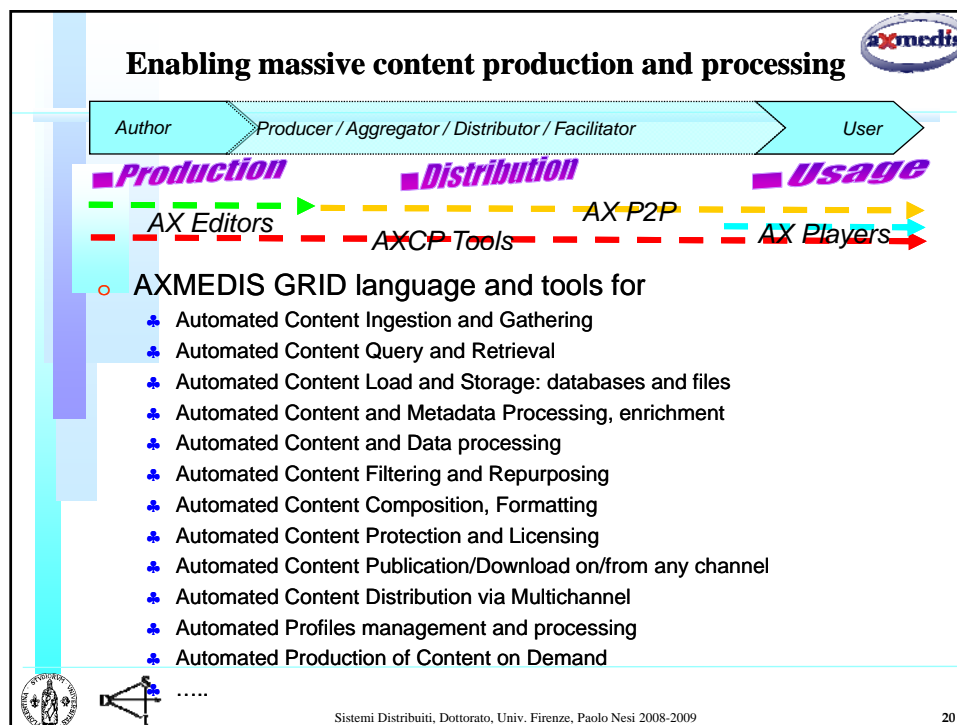 axmedis
Enabling massive content production and processing
Author Producer / Aggregator / Distributor / Facilitator User
■Production ■Distribution ■Usage
AX Editors AX P2P
AXCP Tools AX Players
o AXMEDIS GRID language and tools for
♣ Automated Content Ingestion and Gathering
♣ Automated Content Query and Retrieval
♣ Automated Content Load and Storage: databases and files
♣ Automated Content and Metadata Processing, enrichment
♣ Automated Content and Data processing
♣ Automated Content Filtering and Repurposing
♣ Automated Content Composition, Formatting
♣ Automated Content Protection and Licensing
♣ Automated Content Publication/Download on/from any channel
♣ Automated Content Distribution via Multichannel
♣ Automated Profiles management and processing
♣ Automated Production of Content on Demand
♣ …..
D S I
Sistemi Distribuiti, Dottorato, Univ. Firenze, Paolo Nesi 2008-2009 20